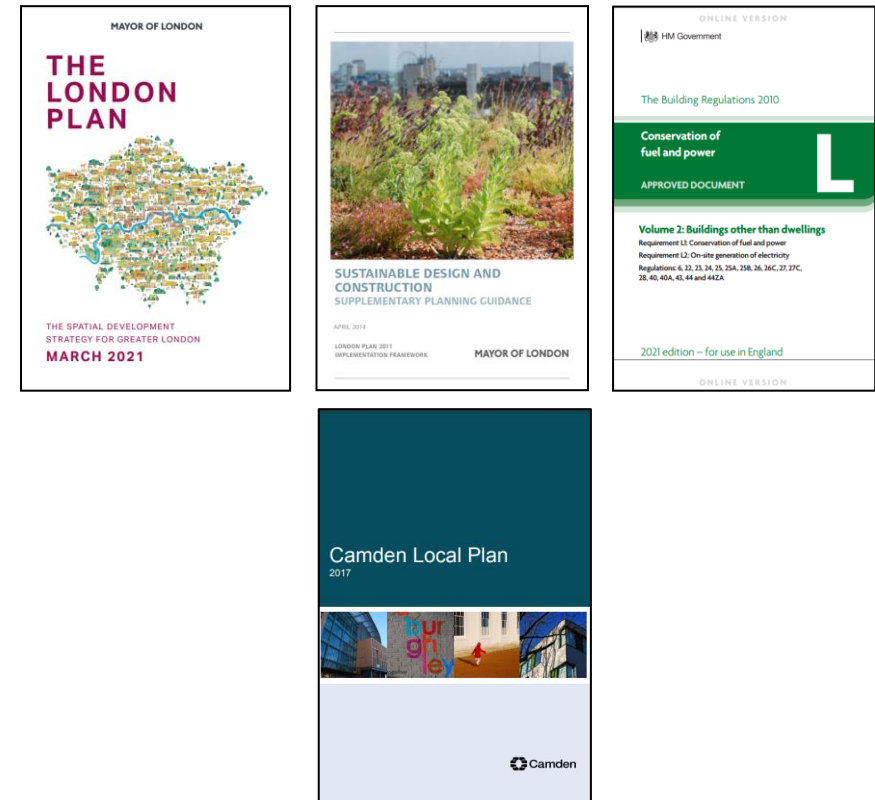 MAYOR OF LONDON
THE
LONDON
PLAN
THE SPATIAL DEVELOPMENT
STRATEGY FOR GREATER LONDON
MARCH 2021
SUSTAINABLE DESIGN AND
CONSTRUCTION
SUPPLEMENTARY PLANNING GUIDANCE
APRIL 2014
LONDON PLAN 2011
IMPLEMENTATION FRAMEWORK
MAYOR OF LONDON
ONLINE VERSION
HM Government
The Building Regulations 2010
Conservation of
fuel and power
L
APPROVED DOCUMENT
Volume 2: Buildings other than dwellings
Requirement L1: Conservation of fuel and power
Requirement L2: On-site generation of electricity
Regulations: 6, 22, 23, 24, 25, 25A, 25B, 26, 26C, 27, 27C,
28, 40, 40A, 43, 44 and 44ZA
2021 edition – for use in England
ONLINE VERSION
Camden Local Plan
2017
bur
gh
ley
Camden